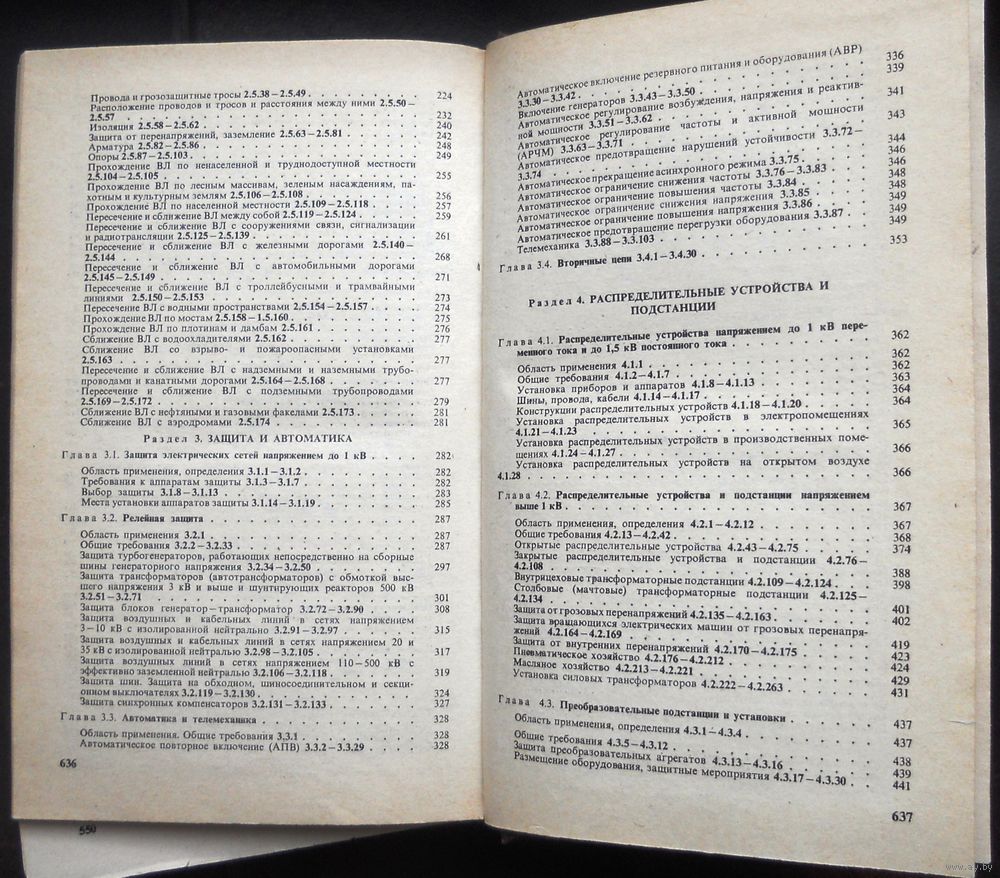 Провода и грозозащитные тросы 2.5.38—2.5.49 . . . . . . . . 224
Расположение проводов и тросов и расстояния между ними 2.5.50—
2.5.57 . . . . . . . . 232
Изоляция 2.5.58—2.5.62 . . . . . . . . 240
Защита от перенапряжений, заземление 2.5.63—2.5.81 . . . . . . . . 242
Арматура 2.5.82—2.5.86 . . . . . . . . 248
Опоры 2.5.87—2.5.103 . . . . . . . . 249
Прохождение ВЛ по ненаселенной и труднодоступной местности
2.5.104—2.5.105 . . . . . . . . 255
Прохождение ВЛ по лесным массивам, зеленым насаждениям, па-
хотным и культурным землям 2.5.106—2.5.108 . . . . . . . . 256
Прохождение ВЛ по населенной местности 2.5.109—2.5.118 . . . . 257
Пересечение и сближение ВЛ между собой 2.5.119—2.5.124 . . . . 259
Пересечение и сближение ВЛ с сооружениями связи, сигнализации
и радиотрансляции 2.5.125—2.5.139 . . . . . . . . 261
Пересечение и сближение ВЛ с железными дорогами 2.5.140—
2.5.144 . . . . . . . . 268
Пересечение и сближение ВЛ с автомобильными дорогами
2.5.145—2.5.149 . . . . . . . . 271
Пересечение и сближение ВЛ с троллейбусными и трамвайными
линиями 2.5.150—2.5.153 . . . . . . . . 273
Пересечение ВЛ с водными пространствами 2.5.154—2.5.157 . . . . 274
Прохождение ВЛ по мостам 2.5.158—1.5.160 . . . . . . . . 275
Прохождение ВЛ по плотинам и дамбам 2.5.161 . . . . . . . . 276
Сближение ВЛ с водоохладителями 2.5.162 . . . . . . . . 277
Сближение ВЛ со взрыво- и пожароопасными установками
2.5.163 . . . . . . . . 277
Пересечение и сближение ВЛ с надземными и наземными трубо-
проводами и канатными дорогами 2.5.164—2.5.168 . . . . . . . . 277
Пересечение и сближение ВЛ с подземными трубопроводами
2.5.169—2.5.172 . . . . . . . . 279
Сближение ВЛ с нефтяными и газовыми факелами 2.5.173 . . . . 281
Сближение ВЛ с аэродромами 2.5.174 . . . . . . . . 281
Раздел 3. ЗАЩИТА И АВТОМАТИКА
Глава 3.1. Защита электрических сетей напряжением до 1 кВ . . . . 282
Область применения, определения 3.1.1—3.1.2 . . . . . . . . 282
Требования к аппаратам защиты 3.1.3—3.1.7 . . . . . . . . 282
Выбор защиты 3.1.8—3.1.13 . . . . . . . . 283
Места установки аппаратов защиты 3.1.14—3.1.19 . . . . . . . . 285
Глава 3.2. Релейная защита . . . . . . . . 287
Область применения 3.2.1 . . . . . . . . 287
Общие требования 3.2.2—3.2.33 . . . . . . . . 287
Защита турбогенераторов, работающих непосредственно на сборные
шины генераторного напряжения 3.2.34—3.2.50 . . . . . . . . 297
Защита трансформаторов (автотрансформаторов) с обмоткой выс-
шего напряжения 3 кВ и выше и шунтирующих реакторов 500 кВ
3.2.51—3.2.71 . . . . . . . . 301
Защита блоков генератор—трансформатор 3.2.72—3.2.90 . . . . 308
Защита воздушных и кабельных линий в сетях напряжением
3—10 кВ с изолированной нейтралью 3.2.91—3.2.97 . . . . . . . . 315
Защита воздушных и кабельных линий в сетях напряжением 20 и
35 кВ с изолированной нейтралью 3.2.98—3.2.105 . . . . . . . . 317
Защита воздушных линий в сетях напряжением 110—500 кВ с
эффективно заземленной нейтралью 3.2.106—3.2.118 . . . . . . . . 319
Защита шин. Защита на обходном, шиносоединительном и секци-
онном выключателях 3.2.119—3.2.130 . . . . . . . . 324
Защита синхронных компенсаторов 3.2.131—3.2.133 . . . . . . . . 327
Глава 3.3. Автоматика и телемеханика . . . . . . . . 328
Область применения. Общие требования 3.3.1 . . . . . . . . 328
Автоматическое повторное включение (АПВ) 3.3.2—3.3.29 . . . . 328
636
550
Автоматическое включение резервного питания и оборудования (АВР)
3.3.30—3.3.42 . . . . . . . . 336
Включение генераторов 3.3.43—3.3.50 . . . . . . . . 339
Автоматическое регулирование возбуждения, напряжения и реактив-
ной мощности 3.3.51—3.3.62 . . . . . . . . 341
Автоматическое регулирование частоты и активной мощности
(АРЧМ) 3.3.63—3.3.71 . . . . . . . . 343
Автоматическое предотвращение нарушений устойчивости 3.3.72—
3.3.74 . . . . . . . . 344
Автоматическое прекращение асинхронного режима 3.3.75 . . . . 346
Автоматическое ограничение снижения частоты 3.3.76—3.3.83 . . . . 346
Автоматическое ограничение повышения частоты 3.3.84 . . . . 348
Автоматическое ограничение снижения напряжения 3.3.85 . . . . 348
Автоматическое ограничение повышения напряжения 3.3.86 . . . . 349
Автоматическое предотвращение перегрузки оборудования 3.3.87 . . 349
Телемеханика 3.3.88—3.3.103 . . . . . . . . 349
Глава 3.4. Вторичные цепи 3.4.1—3.4.30 . . . . . . . . 353
Раздел 4. РАСПРЕДЕЛИТЕЛЬНЫЕ УСТРОЙСТВА И
ПОДСТАНЦИИ
Глава 4.1. Распределительные устройства напряжением до 1 кВ пере-
менного тока и до 1,5 кВ постоянного тока . . . . . . . . 362
Область применения 4.1.1 . . . . . . . . 362
Общие требования 4.1.2—4.1.7 . . . . . . . . 362
Установка приборов и аппаратов 4.1.8—4.1.13 . . . . . . . . 363
Шины, провода, кабели 4.1.14—4.1.17 . . . . . . . . 364
Конструкции распределительных устройств 4.1.18—4.1.20 . . . . 364
Установка распределительных устройств в электропомещениях
4.1.21—4.1.23 . . . . . . . . 365
Установка распределительных устройств в производственных поме-
щениях 4.1.24—4.1.27 . . . . . . . . 366
Установка распределительных устройств на открытом воздухе
4.1.28 . . . . . . . . 366
Глава 4.2. Распределительные устройства и подстанции напряжением
выше 1 кВ . . . . . . . . 367
Область применения, определения 4.2.1—4.2.12 . . . . . . . . 367
Общие требования 4.2.13—4.2.42 . . . . . . . . 368
Открытые распределительные устройства 4.2.43—4.2.75 . . . . 374
Закрытые распределительные устройства и подстанции 4.2.76—
4.2.108 . . . . . . . . 388
Внутрицеховые трансформаторные подстанции 4.2.109—4.2.124 . . . . 398
Столбовые (мачтовые) трансформаторные подстанции 4.2.125—
4.2.134 . . . . . . . . 401
Защита от грозовых перенапряжений 4.2.135—4.2.163 . . . . 402
Защита вращающихся электрических машин от грозовых перенапря-
жений 4.2.164—4.2.169 . . . . . . . . 419
Защита от внутренних перенапряжений 4.2.170—4.2.175 . . . . 423
Пневматическое хозяйство 4.2.176—4.2.212 . . . . . . . . 424
Масляное хозяйство 4.2.213—4.2.221 . . . . . . . . 429
Установка силовых трансформаторов 4.2.222—4.2.263 . . . . 431
Глава 4.3. Преобразовательные подстанции и установки . . . . 437
Область применения, определения 4.3.1—4.3.4 . . . . . . . . 437
Общие требования 4.3.5—4.3.12 . . . . . . . . 438
Защита преобразовательных агрегатов 4.3.13—4.3.16 . . . . 439
Размещение оборудования, защитные мероприятия 4.3.17—4.3.30 . . 441
637
www.ay.by